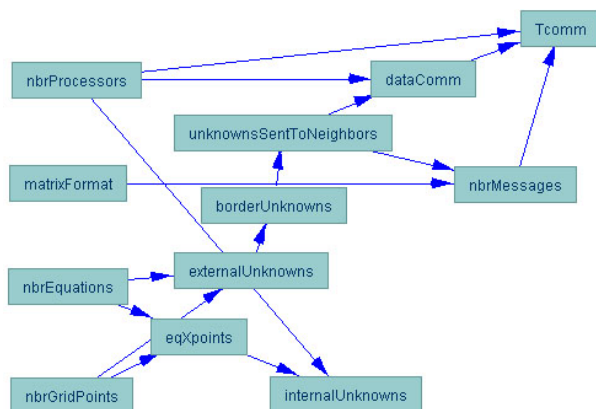 Tcomm
nbrProcessors
dataComm
unknownsSentToNeighbors
matrixFormat
nbrMessages
borderUnknowns
externalUnknowns
nbrEquations
eqXpoints
nbrGridPoints
internalUnknowns